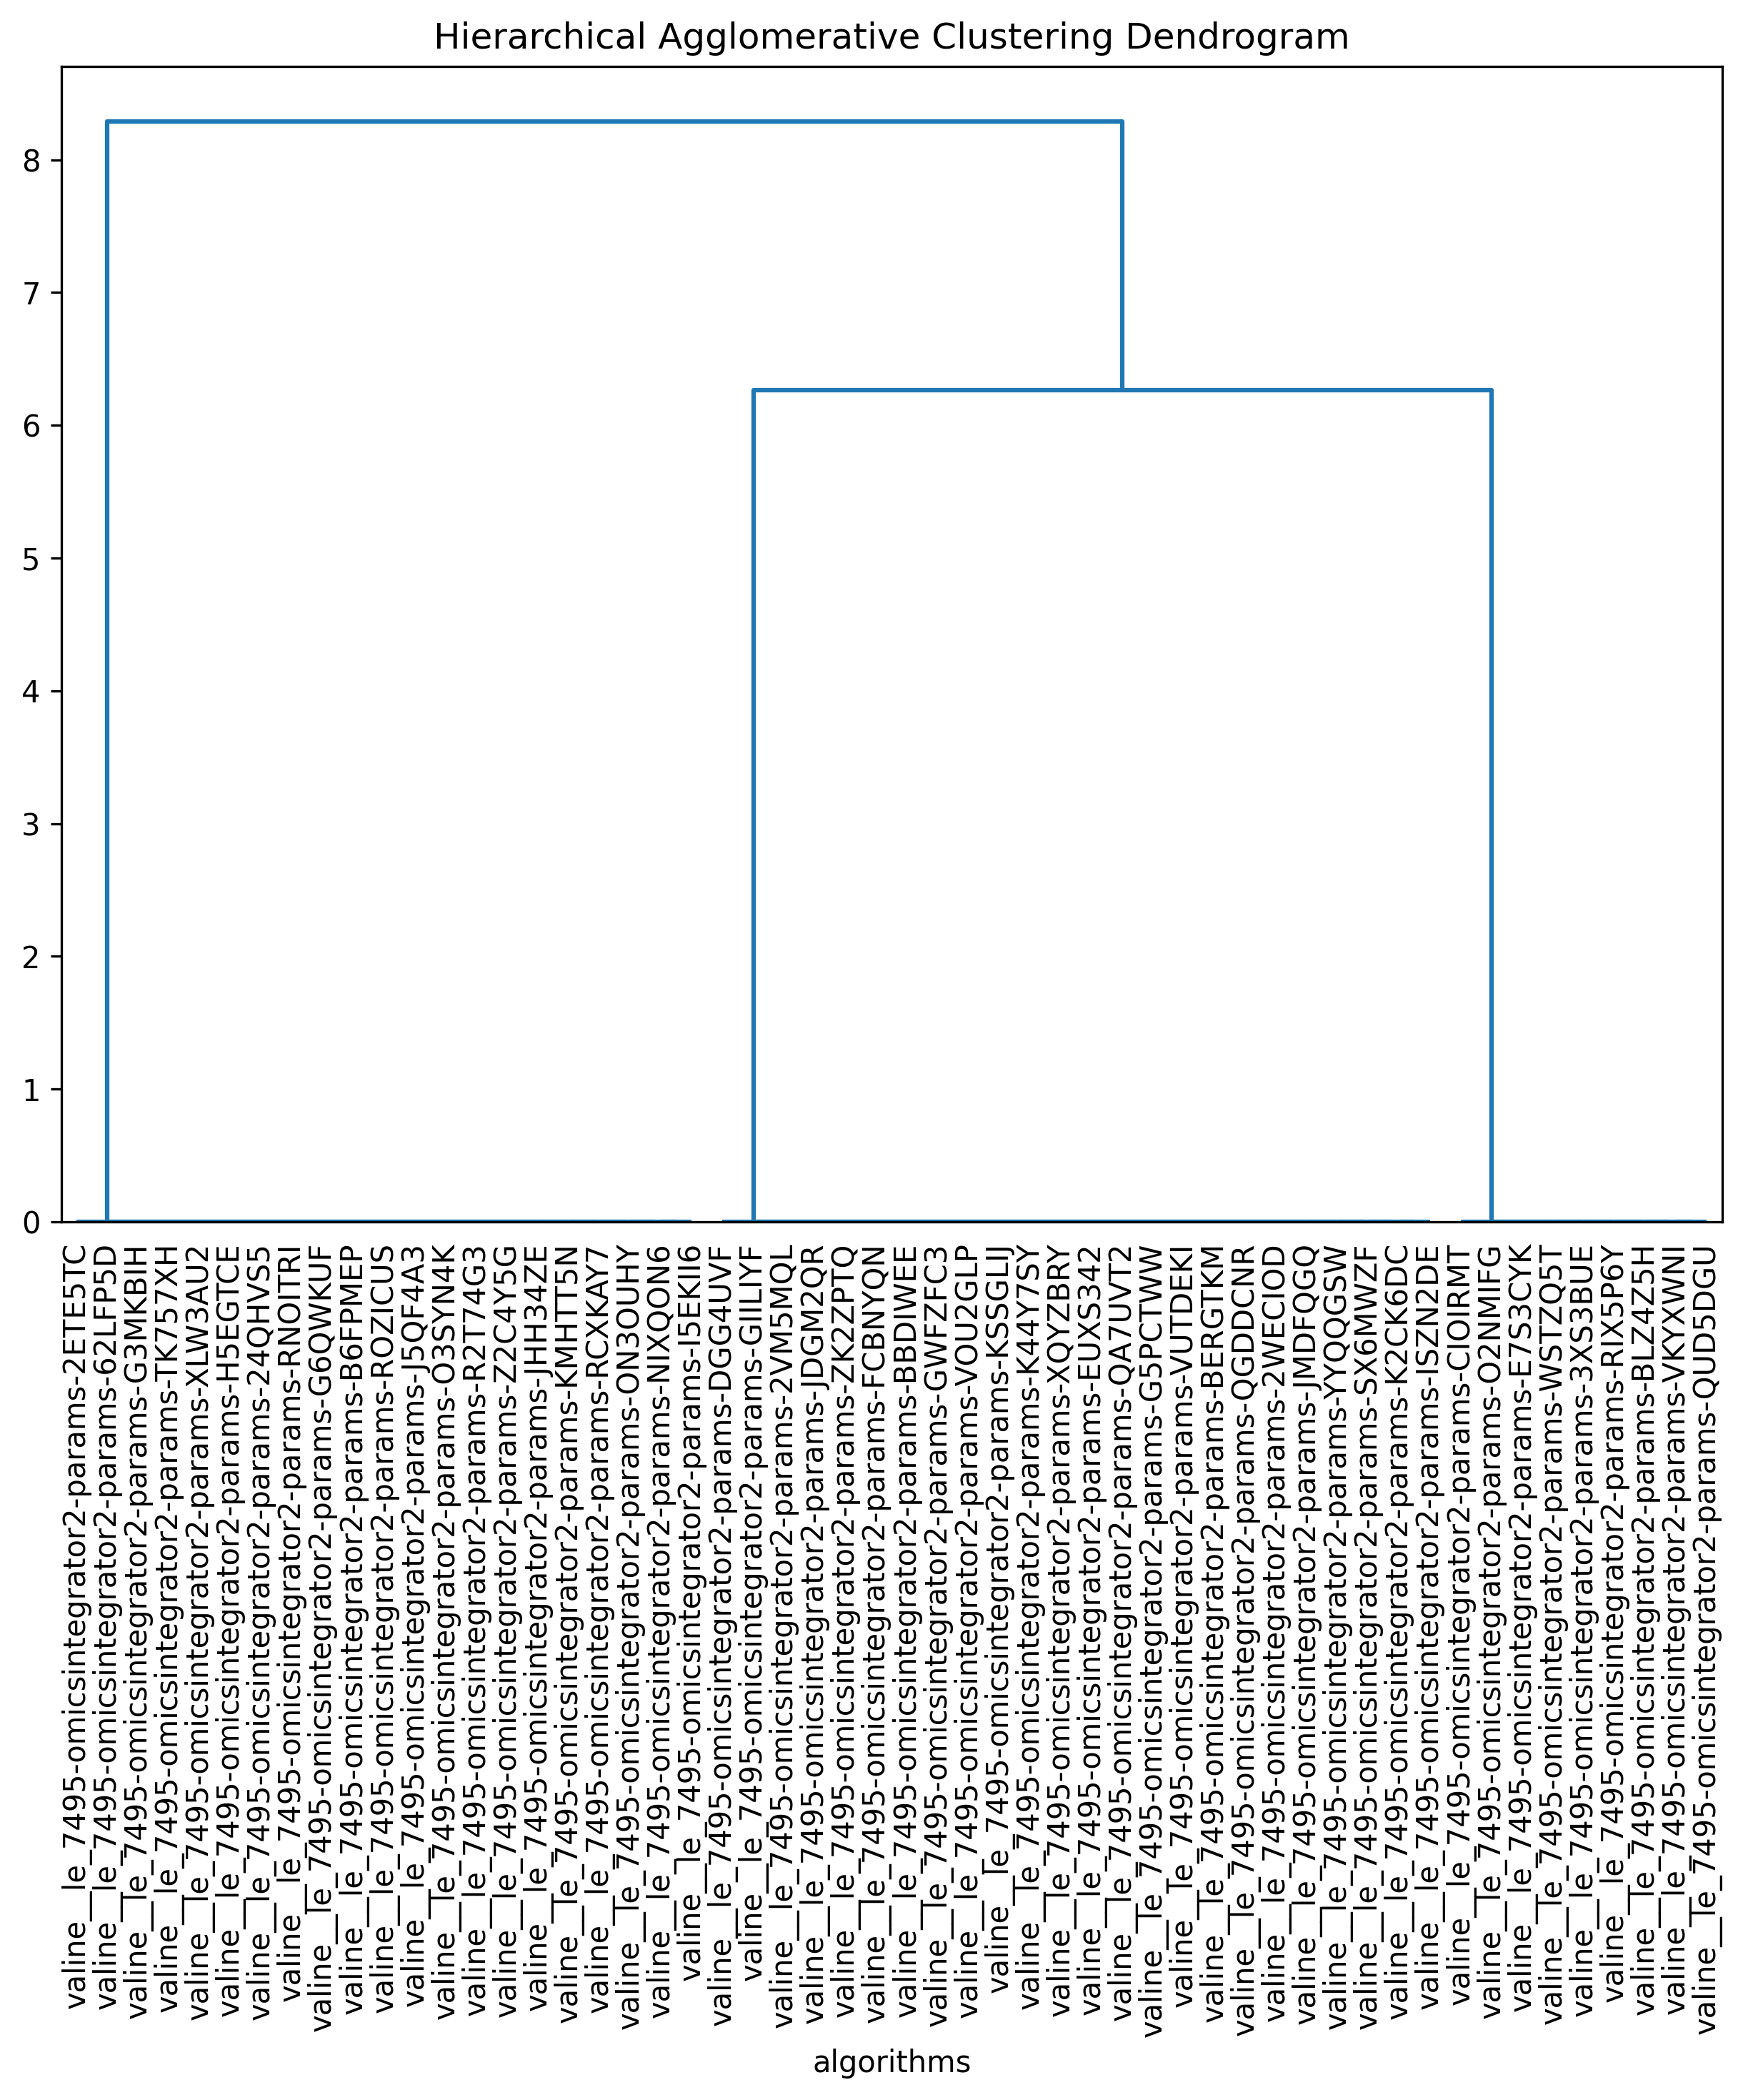 Hierarchical Agglomerative Clustering Dendrogram
8
7
6
5
4
3
2
1
0
valine__le_7495-omicsintegrator2-params-2ETE5TC
valine__le_7495-omicsintegrator2-params-62LFP5D
valine__le_7495-omicsintegrator2-params-G3MKBIH
valine__le_7495-omicsintegrator2-params-TK757XH
valine__le_7495-omicsintegrator2-params-XLW3AU2
valine__le_7495-omicsintegrator2-params-H5EGTCE
valine__le_7495-omicsintegrator2-params-24QHVS5
valine__le_7495-omicsintegrator2-params-RNOITRI
valine__le_7495-omicsintegrator2-params-G6QWKUF
valine__le_7495-omicsintegrator2-params-B6FPMEP
valine__le_7495-omicsintegrator2-params-ROZICUS
valine__le_7495-omicsintegrator2-params-J5QF4A3
valine__le_7495-omicsintegrator2-params-O3SYN4K
valine__le_7495-omicsintegrator2-params-R2T74G3
valine__le_7495-omicsintegrator2-params-Z2C4Y5G
valine__le_7495-omicsintegrator2-params-JHH34ZE
valine__le_7495-omicsintegrator2-params-KMHTT5N
valine__le_7495-omicsintegrator2-params-RCXKAY7
valine__le_7495-omicsintegrator2-params-ON3OUHY
valine__le_7495-omicsintegrator2-params-NIXQON6
valine__le_7495-omicsintegrator2-params-I5EKII6
valine__le_7495-omicsintegrator2-params-DGG4UVF
valine__le_7495-omicsintegrator2-params-GIILIYF
valine__le_7495-omicsintegrator2-params-2VM5MQL
valine__le_7495-omicsintegrator2-params-JDGM2QR
valine__le_7495-omicsintegrator2-params-ZK2ZPTQ
valine__le_7495-omicsintegrator2-params-FCBNYQN
valine__le_7495-omicsintegrator2-params-BBDIWEE
valine__le_7495-omicsintegrator2-params-GWFZFC3
valine__le_7495-omicsintegrator2-params-VOU2GLP
valine__le_7495-omicsintegrator2-params-KSSGLIJ
valine__le_7495-omicsintegrator2-params-K44Y7SY
valine__le_7495-omicsintegrator2-params-XQYZBRY
valine__le_7495-omicsintegrator2-params-EUXS342
valine__le_7495-omicsintegrator2-params-QA7UVT2
valine__le_7495-omicsintegrator2-params-G5PCTWW
valine__le_7495-omicsintegrator2-params-VUTDEKI
valine__le_7495-omicsintegrator2-params-BERGTKM
valine__le_7495-omicsintegrator2-params-QGDDCNR
valine__le_7495-omicsintegrator2-params-2WECIOD
valine__le_7495-omicsintegrator2-params-JMDFQGQ
valine__le_7495-omicsintegrator2-params-YYQQGSW
valine__le_7495-omicsintegrator2-params-SX6MWZF
valine__le_7495-omicsintegrator2-params-K2CK6DC
valine__le_7495-omicsintegrator2-params-ISZN2DE
valine__le_7495-omicsintegrator2-params-CIOIRMT
valine__le_7495-omicsintegrator2-params-O2NMIFG
valine__le_7495-omicsintegrator2-params-E7S3CYK
valine__le_7495-omicsintegrator2-params-WSTZQ5T
valine__le_7495-omicsintegrator2-params-3XS3BUE
valine__le_7495-omicsintegrator2-params-RIX5P6Y
valine__le_7495-omicsintegrator2-params-BLZ4Z5H
valine__le_7495-omicsintegrator2-params-VKYXWNI
valine__le_7495-omicsintegrator2-params-QUD5DGU
algorithms